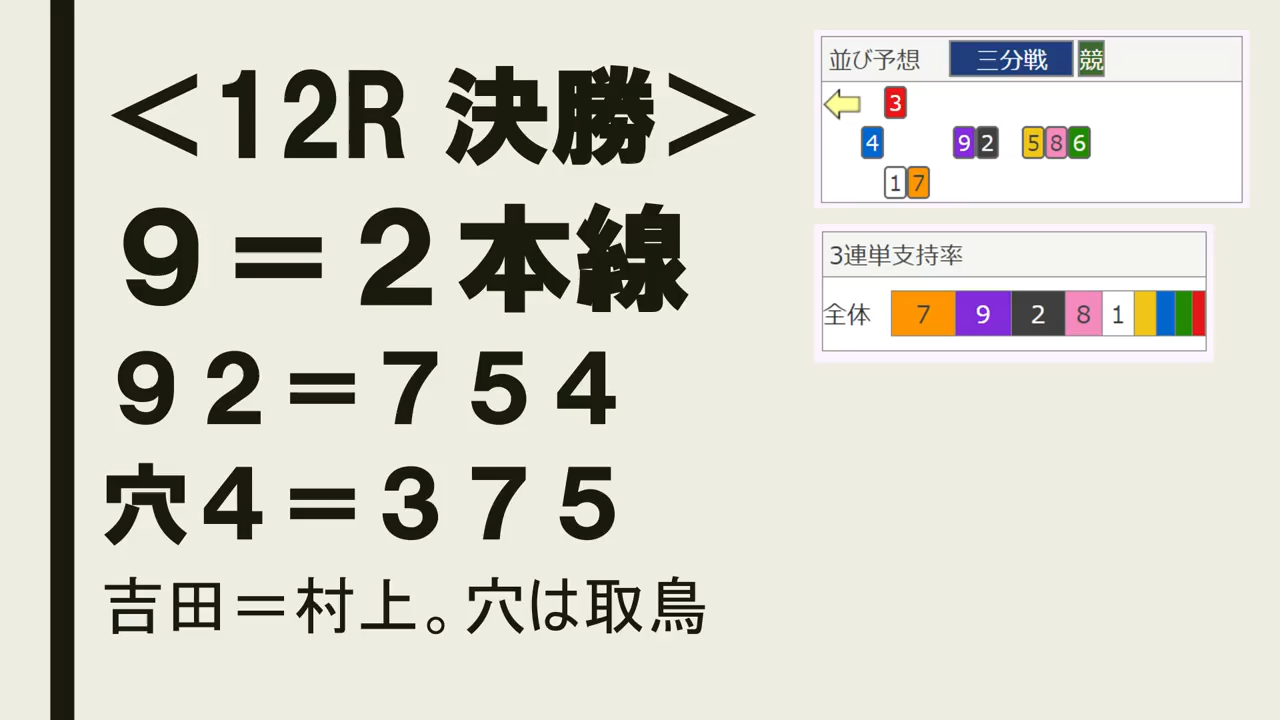 ＜12R 決勝＞
９＝２本線
９２＝７５４
穴４＝３７５
吉田＝村上。穴は取鳥
並び予想 三分戦 競
3
4 9 2 5 8 6
1 7
3連単支持率
全体 7 9 2 8 1